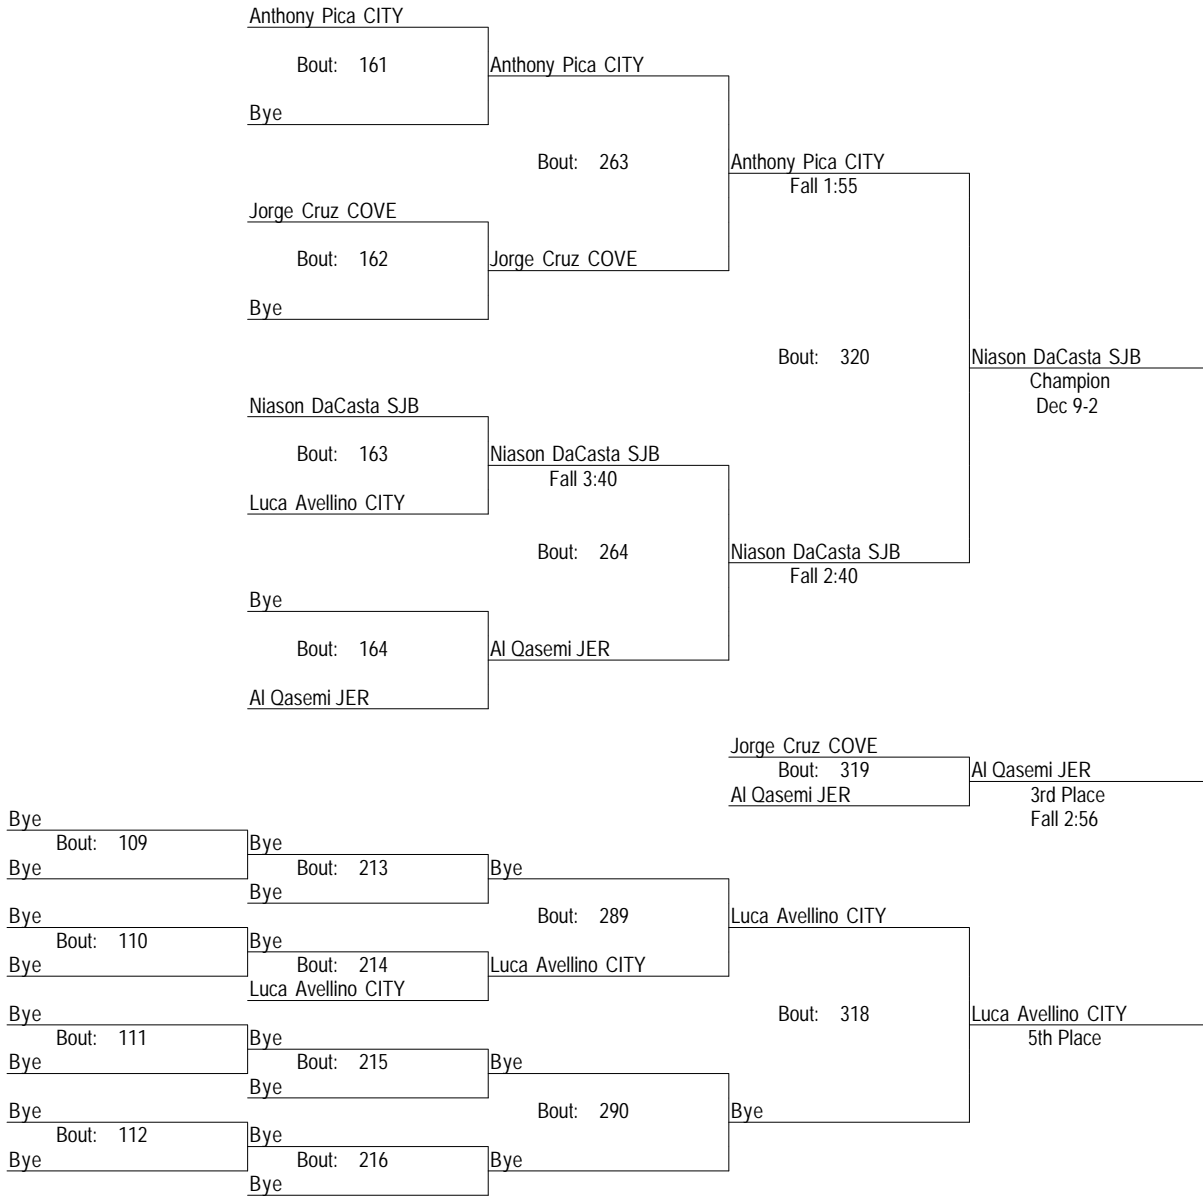 Anthony Pica CITY
Bout: 161
Anthony Pica CITY
Bye
Bout: 263
Anthony Pica CITY
Fall 1:55
Jorge Cruz COVE
Bout: 162
Jorge Cruz COVE
Bye
Bout: 320
Niason DaCasta SJB
Champion
Dec 9-2
Niason DaCasta SJB
Bout: 163
Niason DaCasta SJB
Fall 3:40
Luca Avellino CITY
Bout: 264
Niason DaCasta SJB
Fall 2:40
Bye
Bout: 164
Al Qasemi JER
Al Qasemi JER
Jorge Cruz COVE
Bout: 319
Al Qasemi JER
Al Qasemi JER
3rd Place
Fall 2:56
Bye
Bout: 109
Bye
Bye
Bout: 213
Bye
Bye
Bye
Bout: 110
Bye
Bye
Bout: 214
Luca Avellino CITY
Luca Avellino CITY
Bout: 289
Luca Avellino CITY
Bout: 318
Luca Avellino CITY
5th Place
Bye
Bout: 111
Bye
Bye
Bout: 215
Bye
Bye
Bout: 290
Bye
Bye
Bout: 112
Bye
Bye
Bout: 216
Bye
Bye